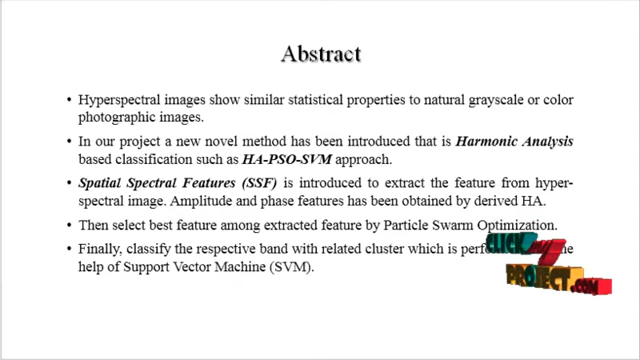 Abstract
• Hyperspectral images show similar statistical properties to natural grayscale or color
photographic images.
• In our project a new novel method has been introduced that is Harmonic Analysis
based classification such as HA-PSO-SVM approach.
• Spatial Spectral Features (SSF) is introduced to extract the feature from hyper-
spectral image. Amplitude and phase features has been obtained by derived HA.
• Then select best feature among extracted feature by Particle Swarm Optimization.
• Finally, classify the respective band with related cluster which is the
help of Support Vector Machine (SVM).
CLICK MY
PROJECT.COM